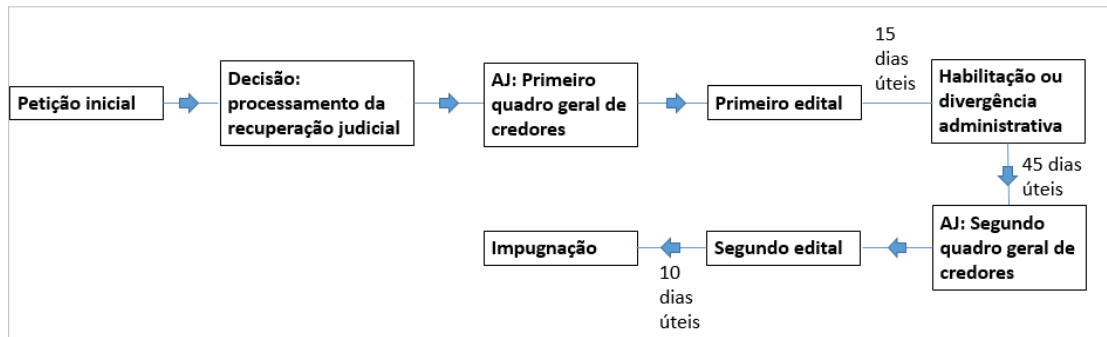 Petição inicial
Decisão:
processamento da
recuperação judicial
AJ: Primeiro
quadro geral de
credores
Primeiro edital
15
dias
úteis
Habilitação ou
divergência
administrativa
45 dias
úteis
AJ: Segundo
quadro geral de
credores
Segundo edital
10
dias
úteis
Impugnação